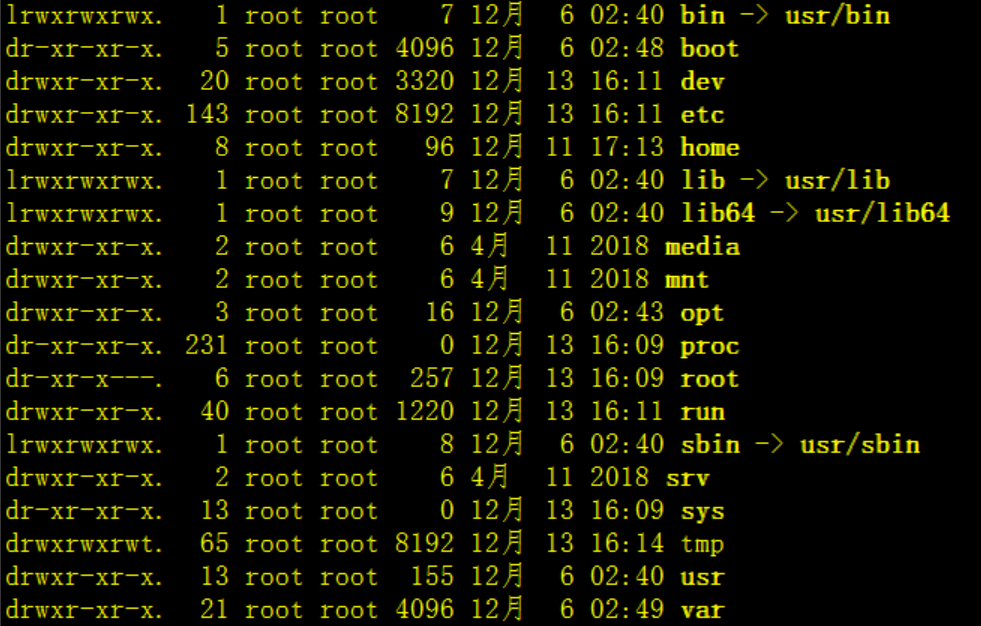 lrwxrwxrwx.   1 root root    7 12月  6 02:40 bin -> usr/bin
dr-xr-xr-x.   5 root root 4096 12月  6 02:48 boot
drwxr-xr-x.  20 root root 3320 12月 13 16:11 dev
drwxr-xr-x. 143 root root 8192 12月 13 16:11 etc
drwxr-xr-x.   8 root root   96 12月 11 17:13 home
lrwxrwxrwx.   1 root root    7 12月  6 02:40 lib -> usr/lib
lrwxrwxrwx.   1 root root    9 12月  6 02:40 lib64 -> usr/lib64
drwxr-xr-x.   2 root root    6 4月  11 2018 media
drwxr-xr-x.   2 root root    6 4月  11 2018 mnt
drwxr-xr-x.   3 root root   16 12月  6 02:43 opt
dr-xr-xr-x. 231 root root    0 12月 13 16:09 proc
dr-xr-x---.   6 root root  257 12月 13 16:09 root
drwxr-xr-x.  40 root root 1220 12月 13 16:11 run
lrwxrwxrwx.   1 root root    8 12月  6 02:40 sbin -> usr/sbin
drwxr-xr-x.   2 root root    6 4月  11 2018 srv
dr-xr-xr-x.  13 root root    0 12月 13 16:09 sys
drwxrwxrwt.  65 root root 8192 12月 13 16:14 tmp
drwxr-xr-x.  13 root root  155 12月  6 02:40 usr
drwxr-xr-x.  21 root root 4096 12月  6 02:49 var